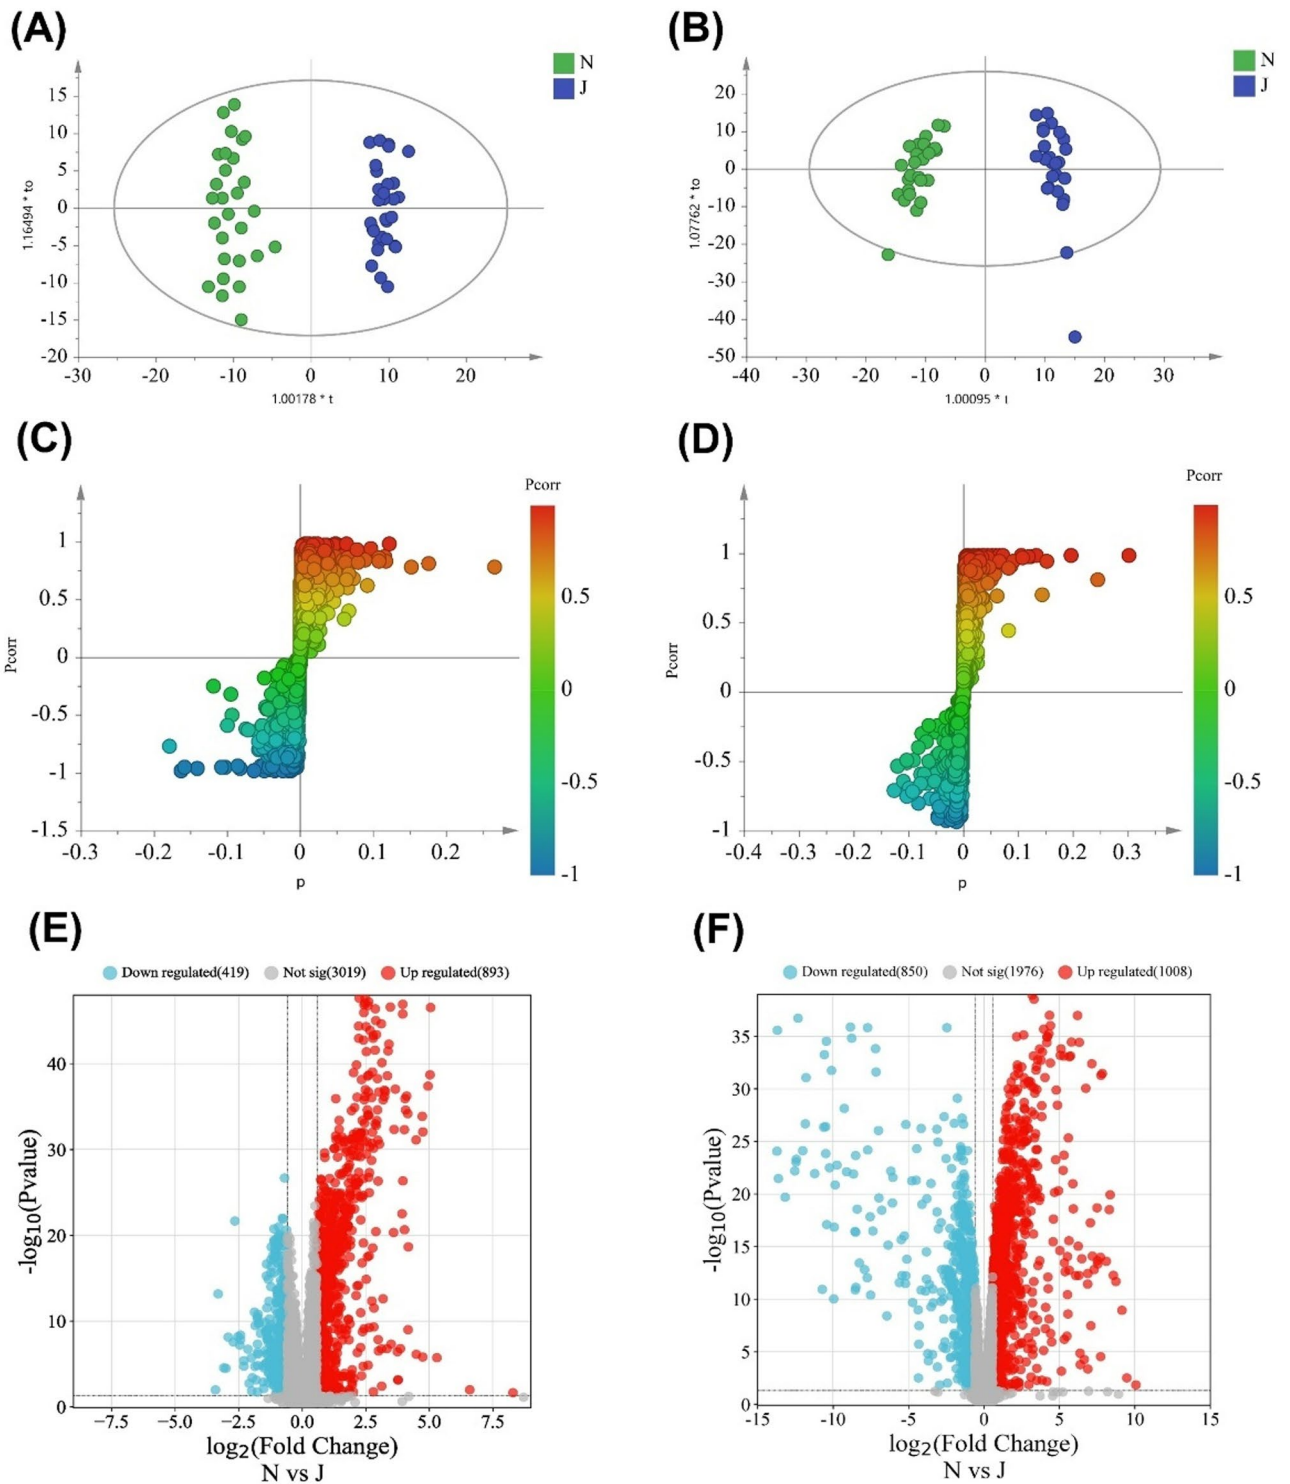 (A)
N
J
15
10
5
0
-5
-10
-15
-20
-30
-20
-10
0
10
20
1.16494 * to
1.00178 * t
(B)
N
J
20
10
0
-10
-20
-30
-40
-50
-40
-30
-20
-10
0
10
20
30
1.07762 * to
1.00095 * t
(C)
Pcorr
1
0.5
0
-0.5
-1
-1.5
-0.3
-0.2
-0.1
0
0.1
0.2
Pcorr
p
0.5
0
-0.5
-1
(D)
Pcorr
1
0.5
0
-0.5
-1
-0.4
-0.3
-0.2
-0.1
0
0.1
0.2
0.3
Pcorr
p
0.5
0
-0.5
-1
(E)
Down regulated(419)
Not sig(3019)
Up regulated(893)
40
30
20
10
0
−7.5
−5.0
−2.5
0.0
2.5
5.0
7.5
-log10(Pvalue)
log2(Fold Change)
N vs J
(F)
Down regulated(850)
Not sig(1976)
Up regulated(1008)
35
30
25
20
15
10
5
0
-15
-10
-5
0
5
10
15
-log10(Pvalue)
log2(Fold Change)
N vs J